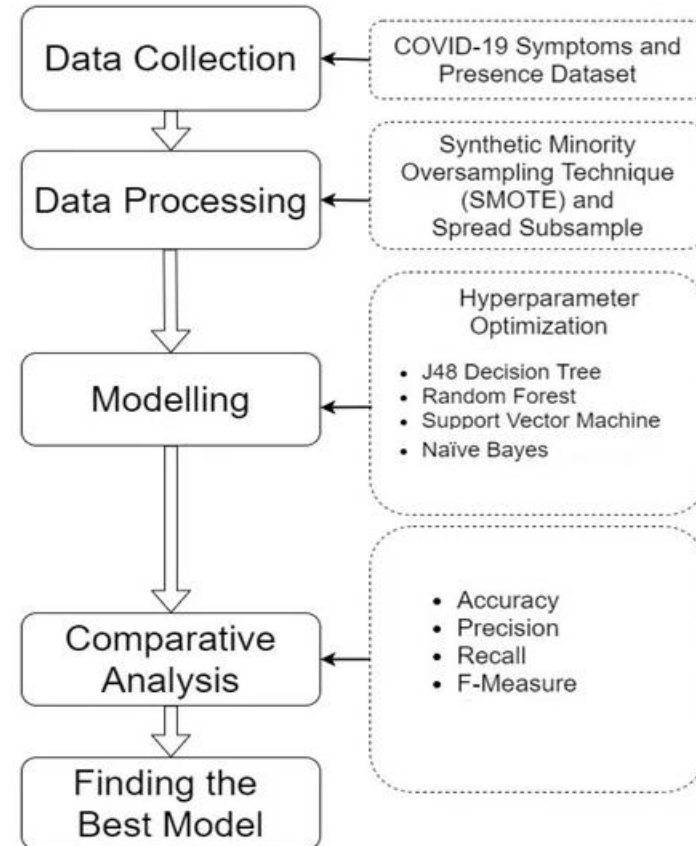 Data Collection
COVID-19 Symptoms and
Presence Dataset
Data Processing
Synthetic Minority
Oversampling Technique
(SMOTE) and
Spread Subsample
Modelling
Hyperparameter
Optimization
• J48 Decision Tree
• Random Forest
• Support Vector Machine
• Naïve Bayes
Comparative
Analysis
• Accuracy
• Precision
• Recall
• F-Measure
Finding the
Best Model